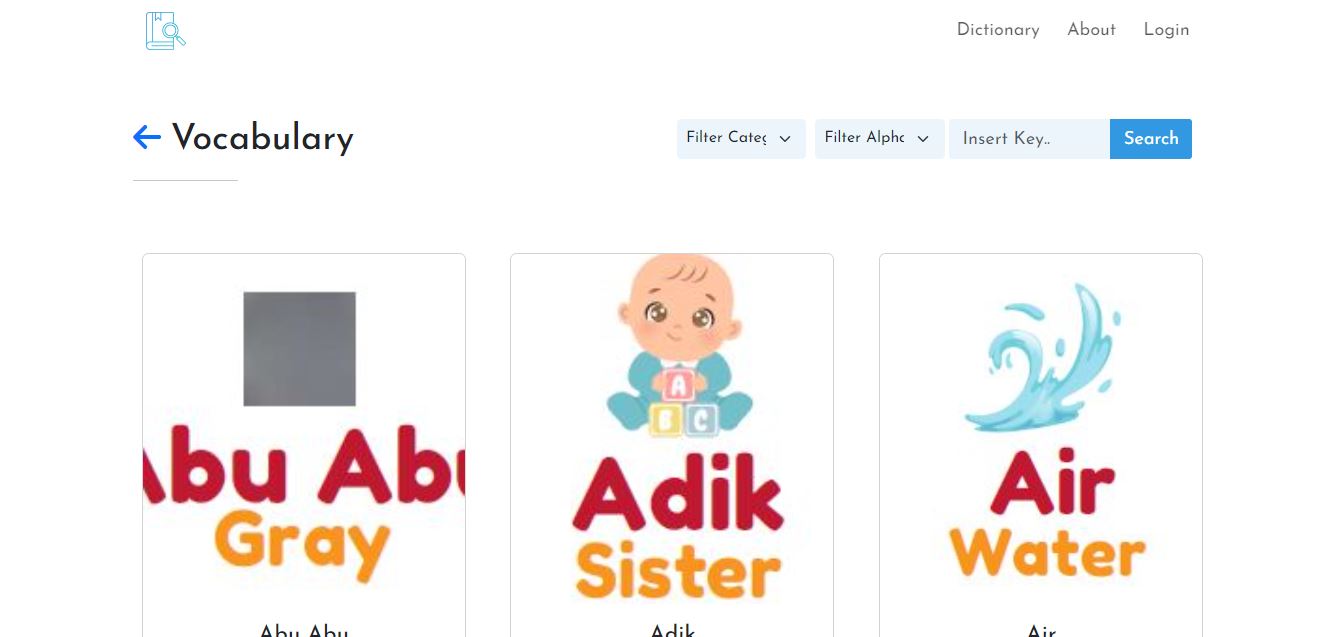 Dictionary About Login
Vocabulary
Filter Categ
Filter Alpha
Insert Key..
Search
Abu Abu
Gray
A
B C
Adik
Sister
Air
Water
Abu Abu
Adik
Air